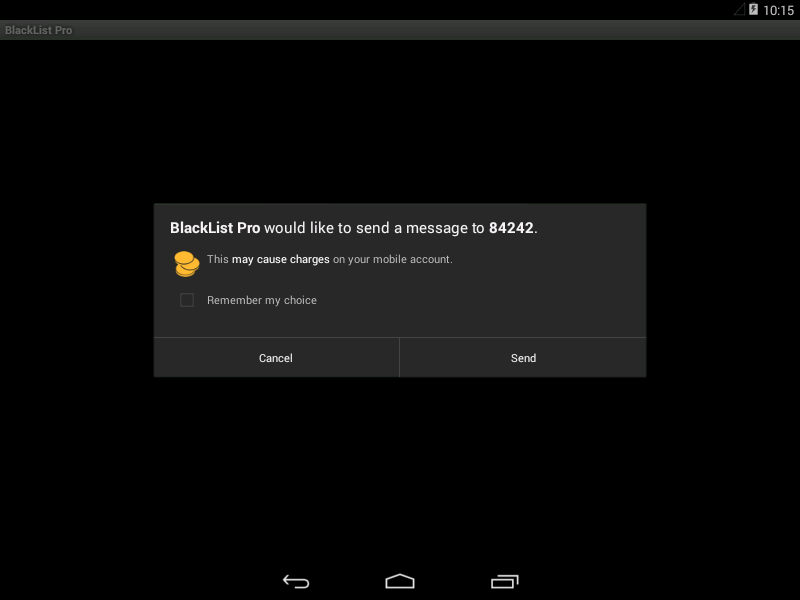 10:15
BlackList Pro
BlackList Pro would like to send a message to 84242.
This may cause charges on your mobile account.
Remember my choice
Cancel Send